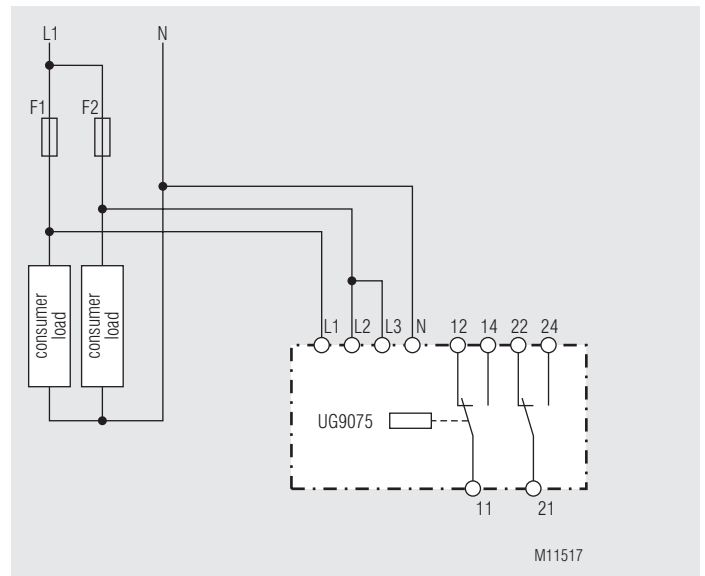 L1 N
F1 F2
consumer load
consumer load
L1 L2 L3 N 12 14 22 24
UG9075
11 21
M11517